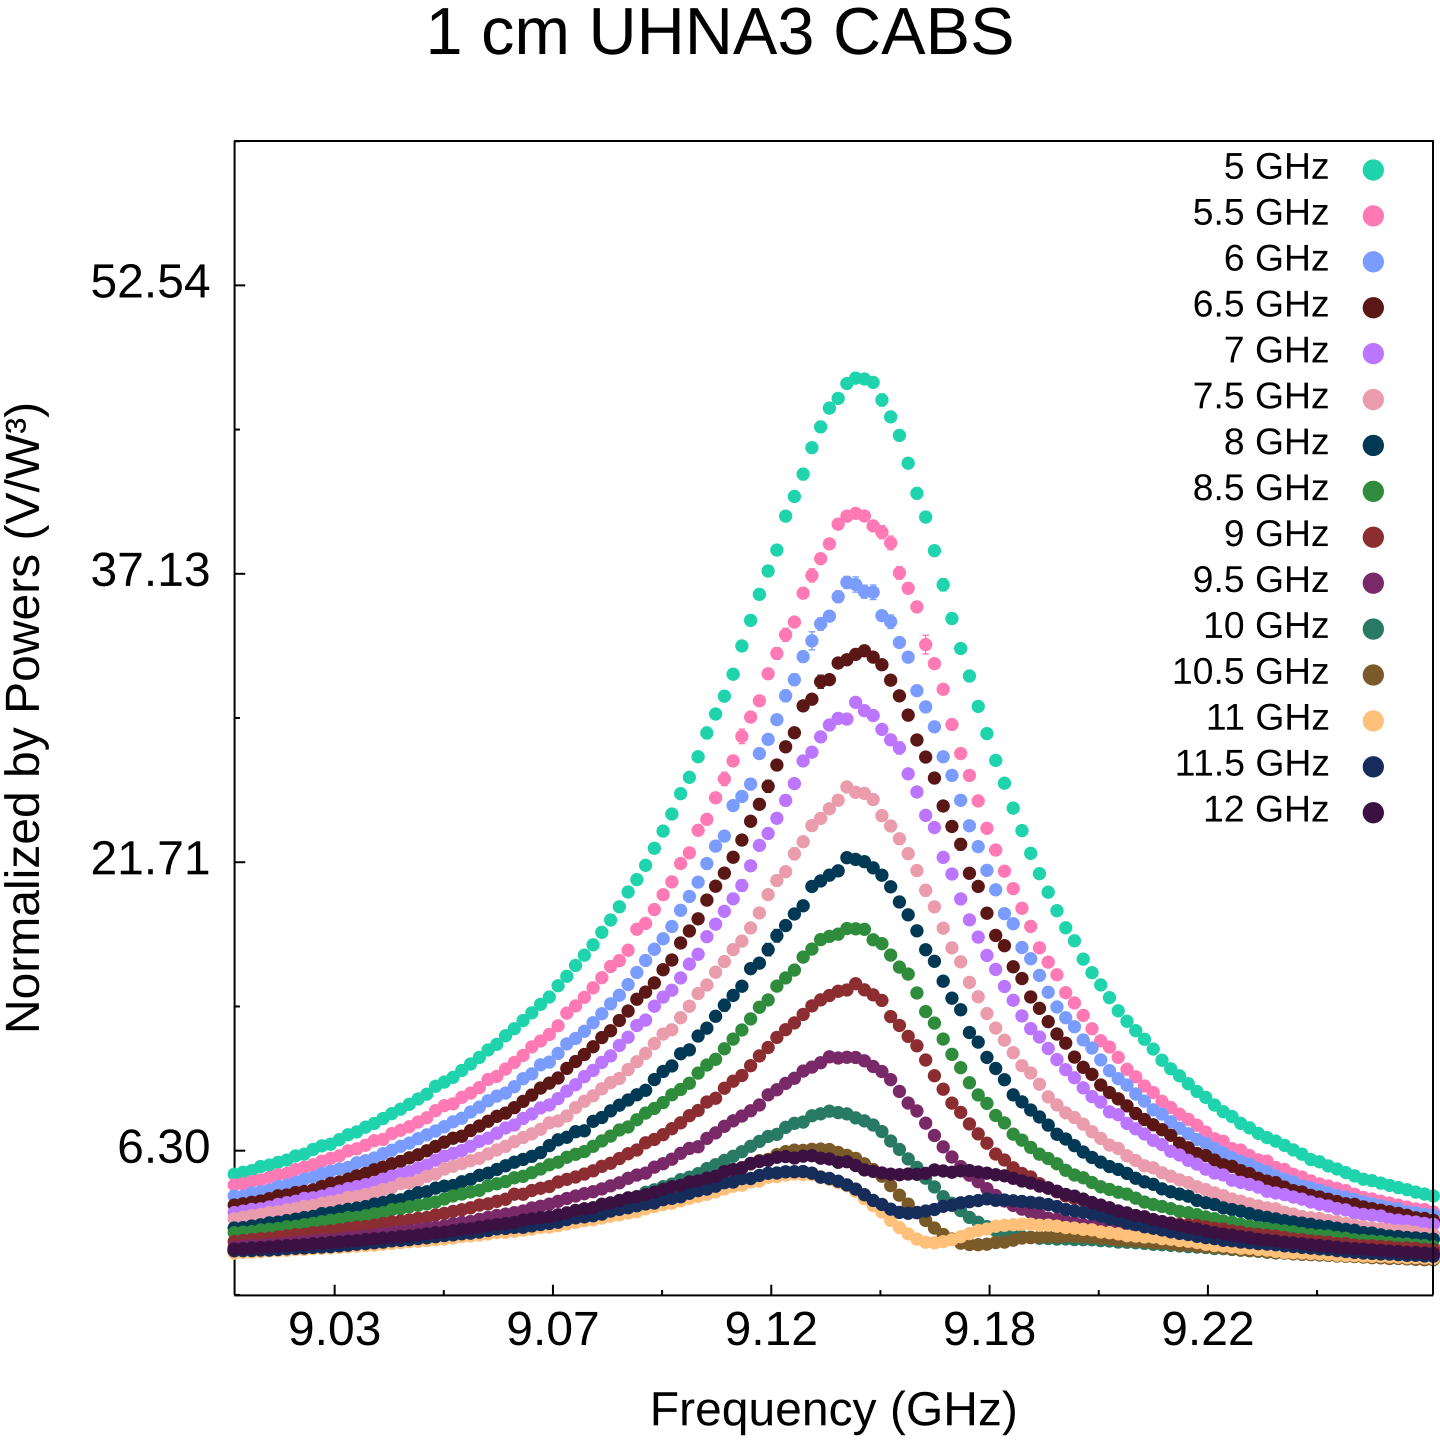 1 cm UHNA3 CABS
Normalized by Powers (V/W³)
52.54
37.13
21.71
6.30
5 GHz
5.5 GHz
6 GHz
6.5 GHz
7 GHz
7.5 GHz
8 GHz
8.5 GHz
9 GHz
9.5 GHz
10 GHz
10.5 GHz
11 GHz
11.5 GHz
12 GHz
9.03 9.07 9.12 9.18 9.22
Frequency (GHz)